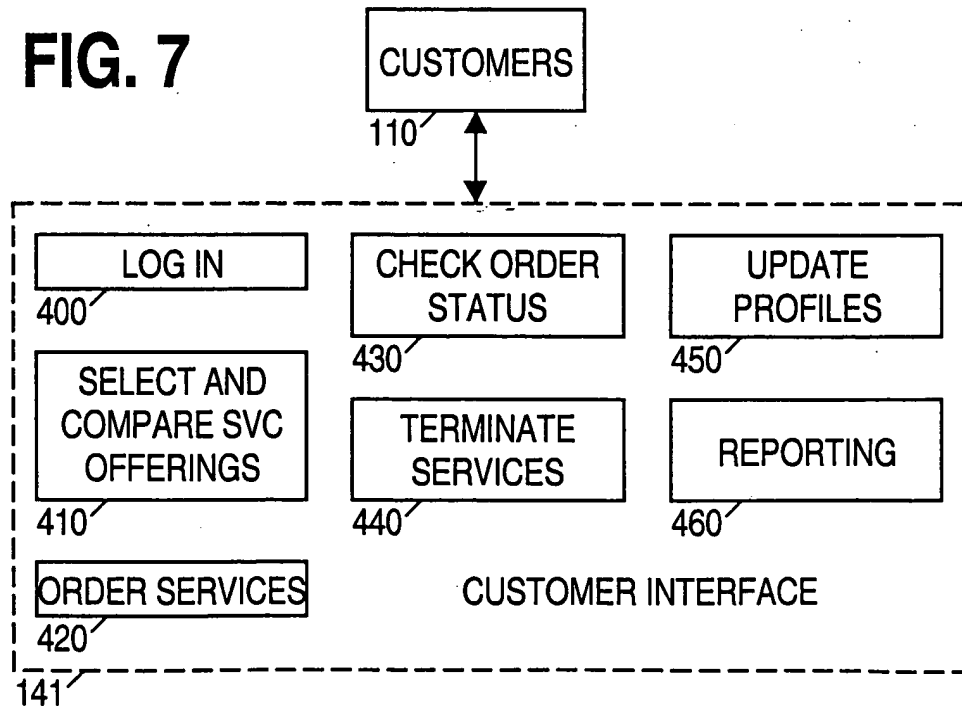 FIG. 7
CUSTOMERS
110
LOG IN
400
SELECT AND
COMPARE SVC
OFFERINGS
410
ORDER SERVICES
420
CHECK ORDER
STATUS
430
TERMINATE
SERVICES
440
UPDATE
PROFILES
450
REPORTING
460
CUSTOMER INTERFACE
141